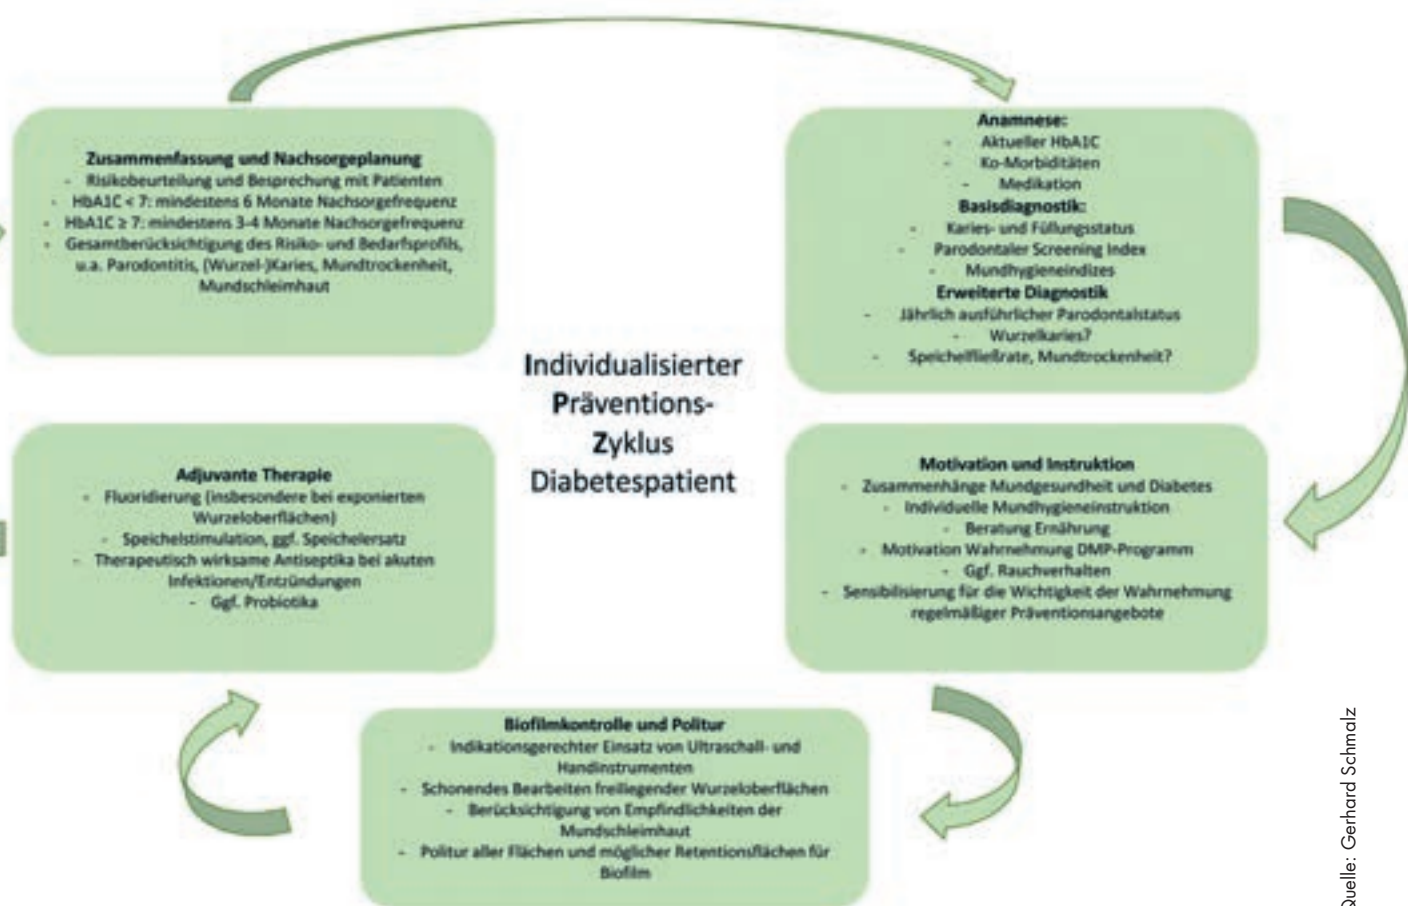 Zusammenfassung und Nachsorgeplanung
- Risikobeurteilung und Besprechung mit Patienten
- HbA1C < 7: mindestens 6 Monate Nachsorgefrequenz
- HbA1C ≥ 7: mindestens 3-4 Monate Nachsorgefrequenz
- Gesamtberücksichtigung des Risiko- und Bedarfsprofils,
u.a. Parodontitis, (Wurzel-)Karies, Mundtrockenheit,
Mundschleimhaut
Anamnese:
- Aktueller HbA1C
- Ko-Morbiditäten
- Medikation
Basisdiagnostik:
- Karies- und Füllungsstatus
- Parodontaler Screening Index
- Mundhygieneindizes
Erweiterte Diagnostik
- Jährlich ausführlicher Parodontalstatus
- Wurzelkaries?
- Speichelfließrate, Mundtrockenheit?
Individualisierter
Präventions-
Zyklus
Diabetespatient
Motivation und Instruktion
- Zusammenhänge Mundgesundheit und Diabetes
- Individuelle Mundhygieneinstruktion
- Beratung Ernährung
- Motivation Wahrnehmung DMP-Programm
- Ggf. Rauchverhalten
- Sensibilisierung für die Wichtigkeit der Wahrnehmung
regelmäßiger Präventionsangebote
Biofilmkontrolle und Politur
- Indikationsgerechter Einsatz von Ultraschall- und
Handinstrumenten
- Schonendes Bearbeiten freiliegender Wurzeloberflächen
- Berücksichtigung von Empfindlichkeiten der
Mundschleimhaut
- Politur aller Flächen und möglicher Retentionsflächen für
Biofilm
Adjuvante Therapie
- Fluoridierung (insbesondere bei exponierten
Wurzeloberflächen)
- Speichelstimulation, ggf. Speichelersatz
- Therapeutisch wirksame Antiseptika bei akuten
Infektionen/Entzündungen
- Ggf. Probiotika
Quelle: Gerhard Schmalz